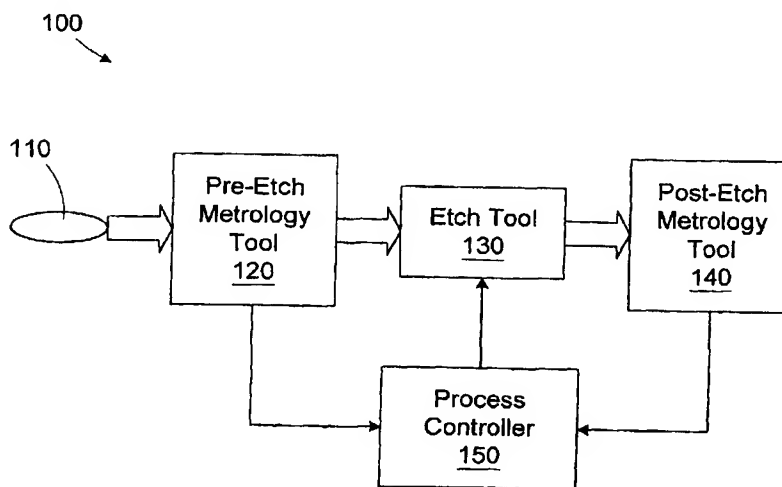 100
110
Pre-Etch
Metrology
Tool
120
Etch Tool
130
Post-Etch
Metrology
Tool
140
Process
Controller
150